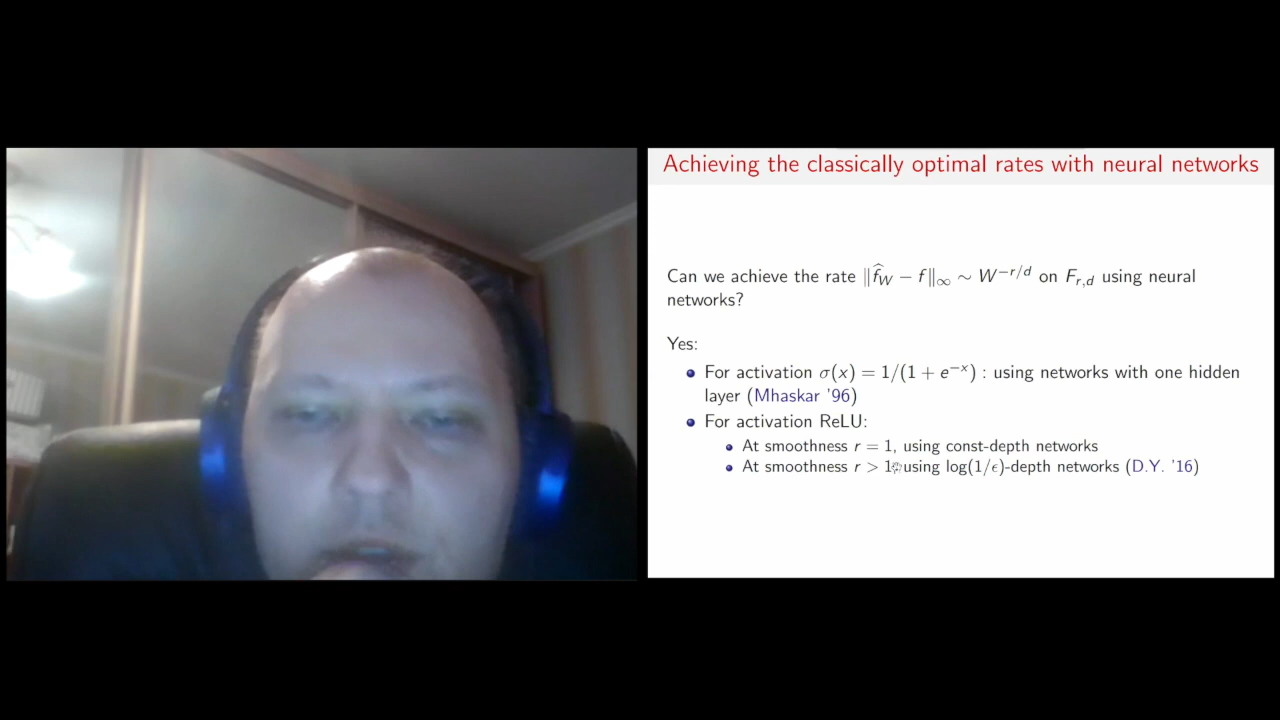 Achieving the classically optimal rates with neural networks
Can we achieve the rate ‖f̂_W − f‖_∞ ∼ W^{−r/d} on F_{r,d} using neural
networks?
Yes:
• For activation σ(x) = 1/(1 + e^{−x}) : using networks with one hidden
layer (Mhaskar '96)
• For activation ReLU:
• At smoothness r = 1, using const-depth networks
• At smoothness r > 1, using log(1/ϵ)-depth networks (D.Y. '16)